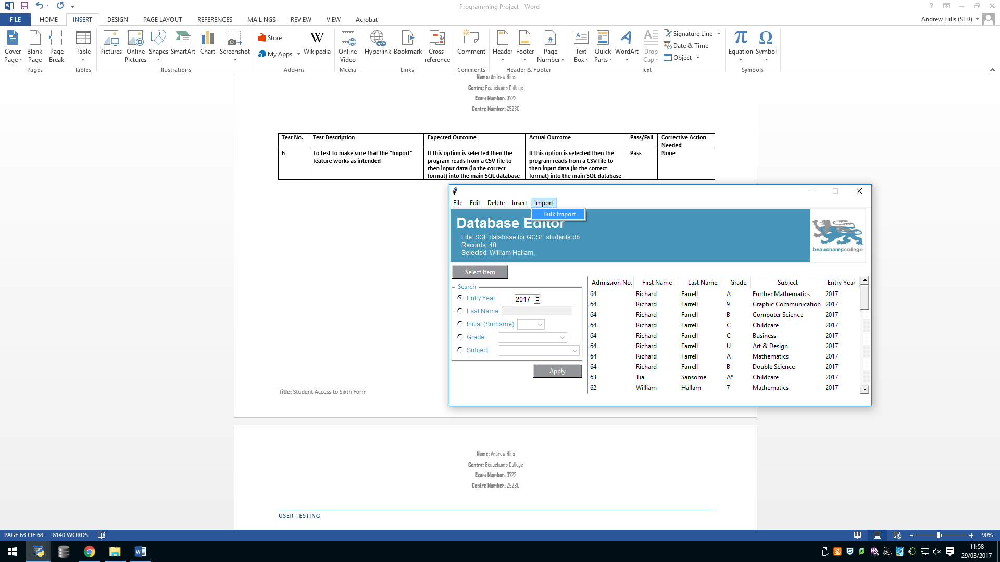 Programming Project - Word
?
FILE HOME INSERT DESIGN PAGE LAYOUT REFERENCES MAILINGS REVIEW VIEW Acrobat
Andrew Hills (SED)
Cover Page
Blank Page
Page Break
Pages
Table
Tables
Pictures
Online Pictures
Shapes
SmartArt
Chart
Screenshot
Illustrations
Store
My Apps
Wikipedia
Add-ins
Online Video
Media
Hyperlink
Bookmark
Cross-reference
Links
Comment
Comments
Header
Footer
Page Number
Header & Footer
Text Box
Quick Parts
WordArt
Drop Cap
Signature Line
Date & Time
Object
Text
Equation
Symbol
Symbols
Name: Andrew Hills
Centre: Beauchamp College
Exam Number: 3722
Centre Number: 25280
Test No. Test Description Expected Outcome Actual Outcome Pass/Fail Corrective Action Needed
6
To test to make sure that the “Import”
feature works as intended
If this option is selected then the
program reads from a CSV file to
then input data (in the correct
format) into the main SQL database
If this option is selected then the
program reads from a CSV file to
then input data (in the correct
format) into the main SQL database
Pass
None
File Edit Delete Insert Import
Bulk Import
Database Editor
File: SQL database for GCSE students.db
Records: 40
Selected: William Hallam,
beauchampcollege
Select Item
Search
Entry Year 2017
Last Name
Initial (Surname)
Grade
Subject
Apply
Admission No. First Name Last Name Grade Subject Entry Year
64 Richard Farrell A Further Mathematics 2017
64 Richard Farrell 9 Graphic Communication 2017
64 Richard Farrell B Computer Science 2017
64 Richard Farrell C Childcare 2017
64 Richard Farrell C Business 2017
64 Richard Farrell U Art & Design 2017
64 Richard Farrell A Mathematics 2017
64 Richard Farrell B Double Science 2017
63 Tia Sansome A* Childcare 2017
62 William Hallam 7 Mathematics 2017
Title: Student Access to Sixth Form
Name: Andrew Hills
Centre: Beauchamp College
Exam Number: 3722
Centre Number: 25280
USER TESTING
PAGE 63 OF 68 8140 WORDS
90%
11:58
29/03/2017